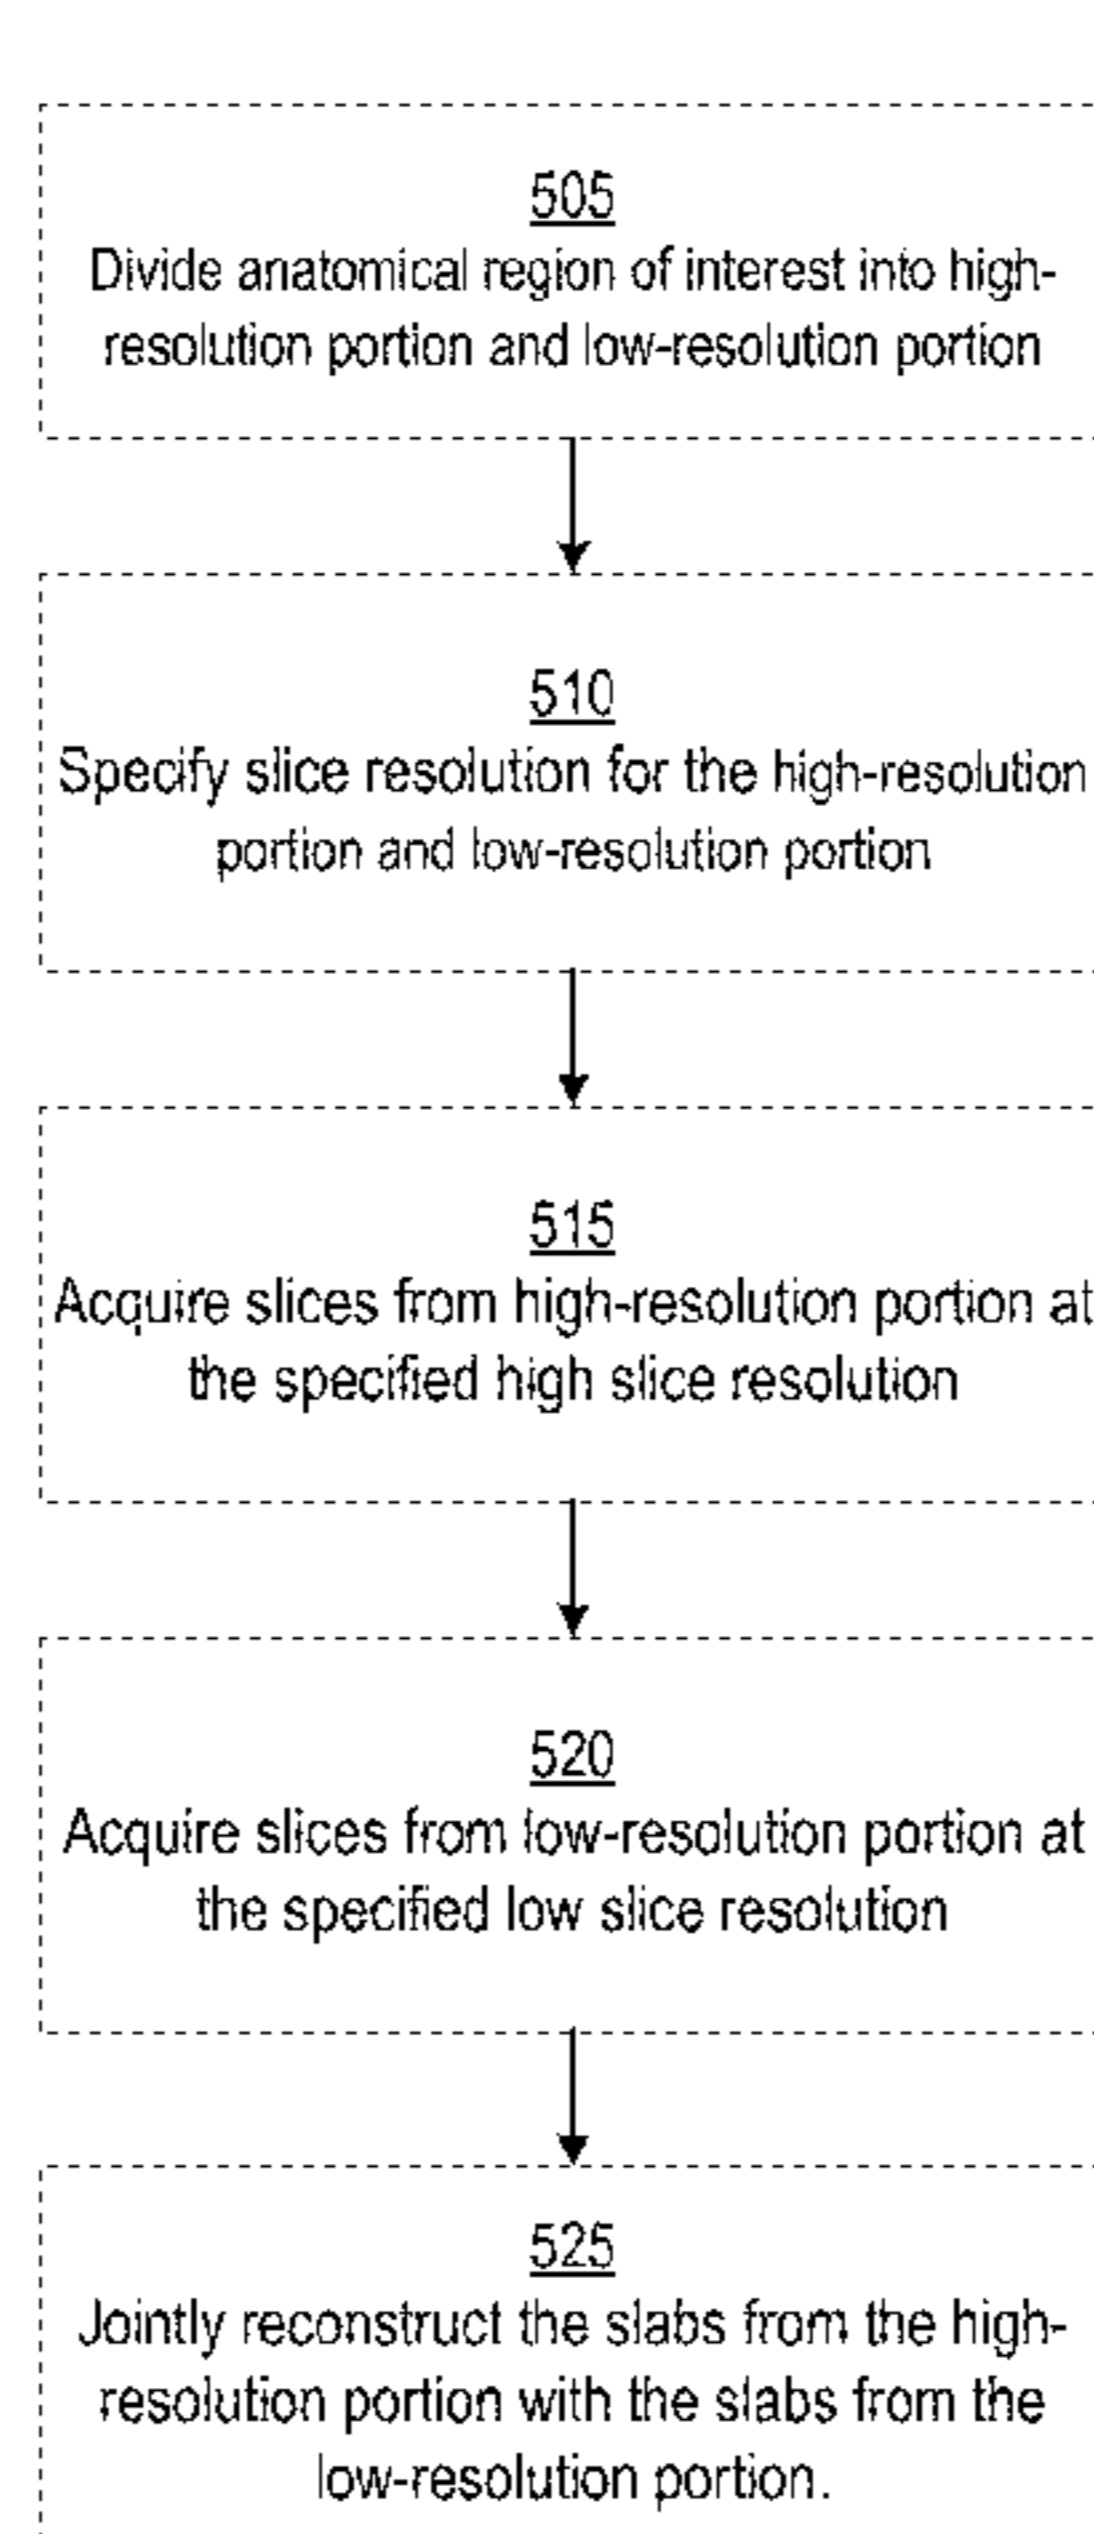 505
Divide anatomical region of interest into high-
resolution portion and low-resolution portion
510
Specify slice resolution for the high-resolution
portion and low-resolution portion
515
Acquire slices from high-resolution portion at
the specified high slice resolution
520
Acquire slices from low-resolution portion at
the specified low slice resolution
525
Jointly reconstruct the slabs from the high-
resolution portion with the slabs from the
low-resolution portion.